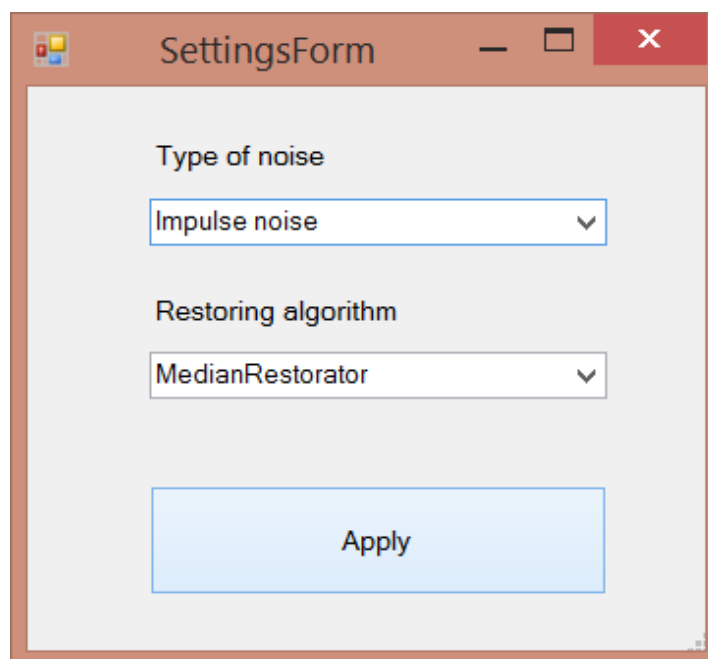 SettingsForm
Type of noise
Impulse noise
Restoring algorithm
MedianRestorator
Apply